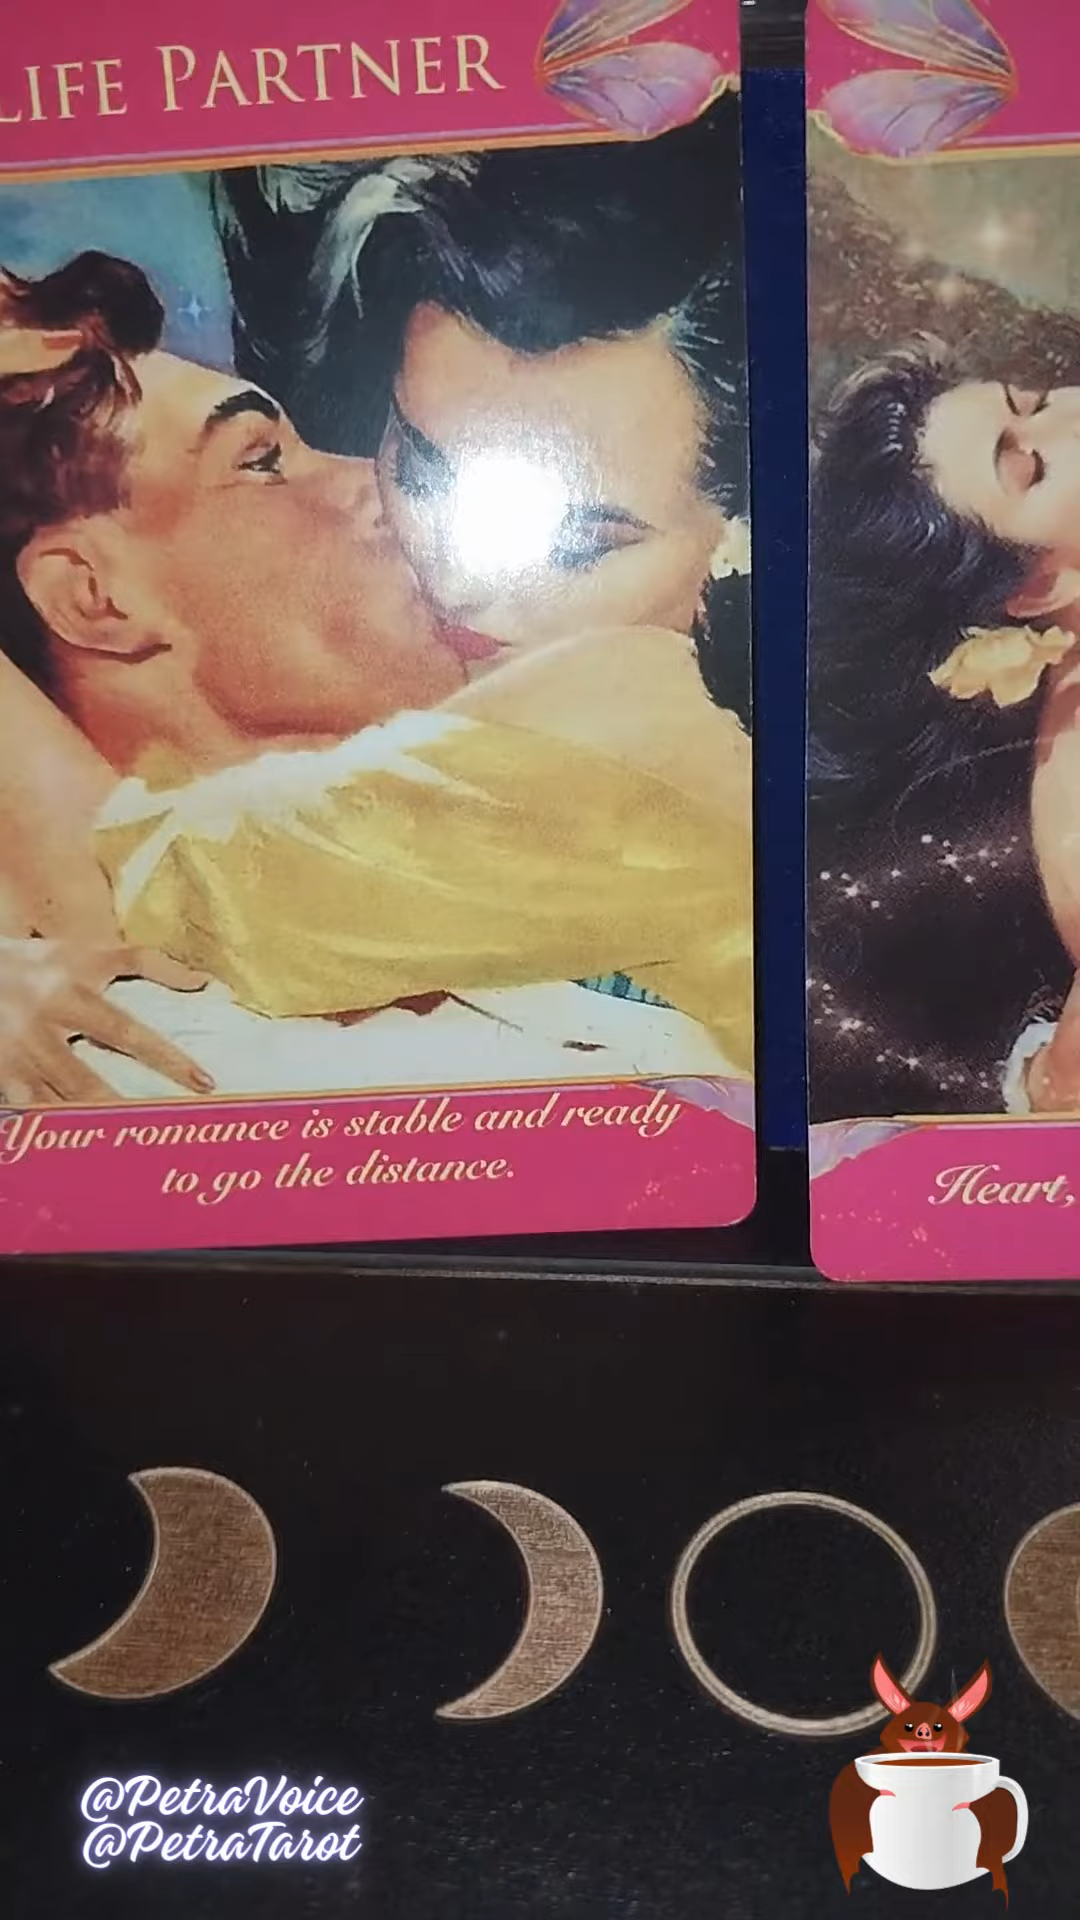 LIFE PARTNER
Your romance is stable and ready
to go the distance.
Heart,
@PetraVoice
@PetraTarot